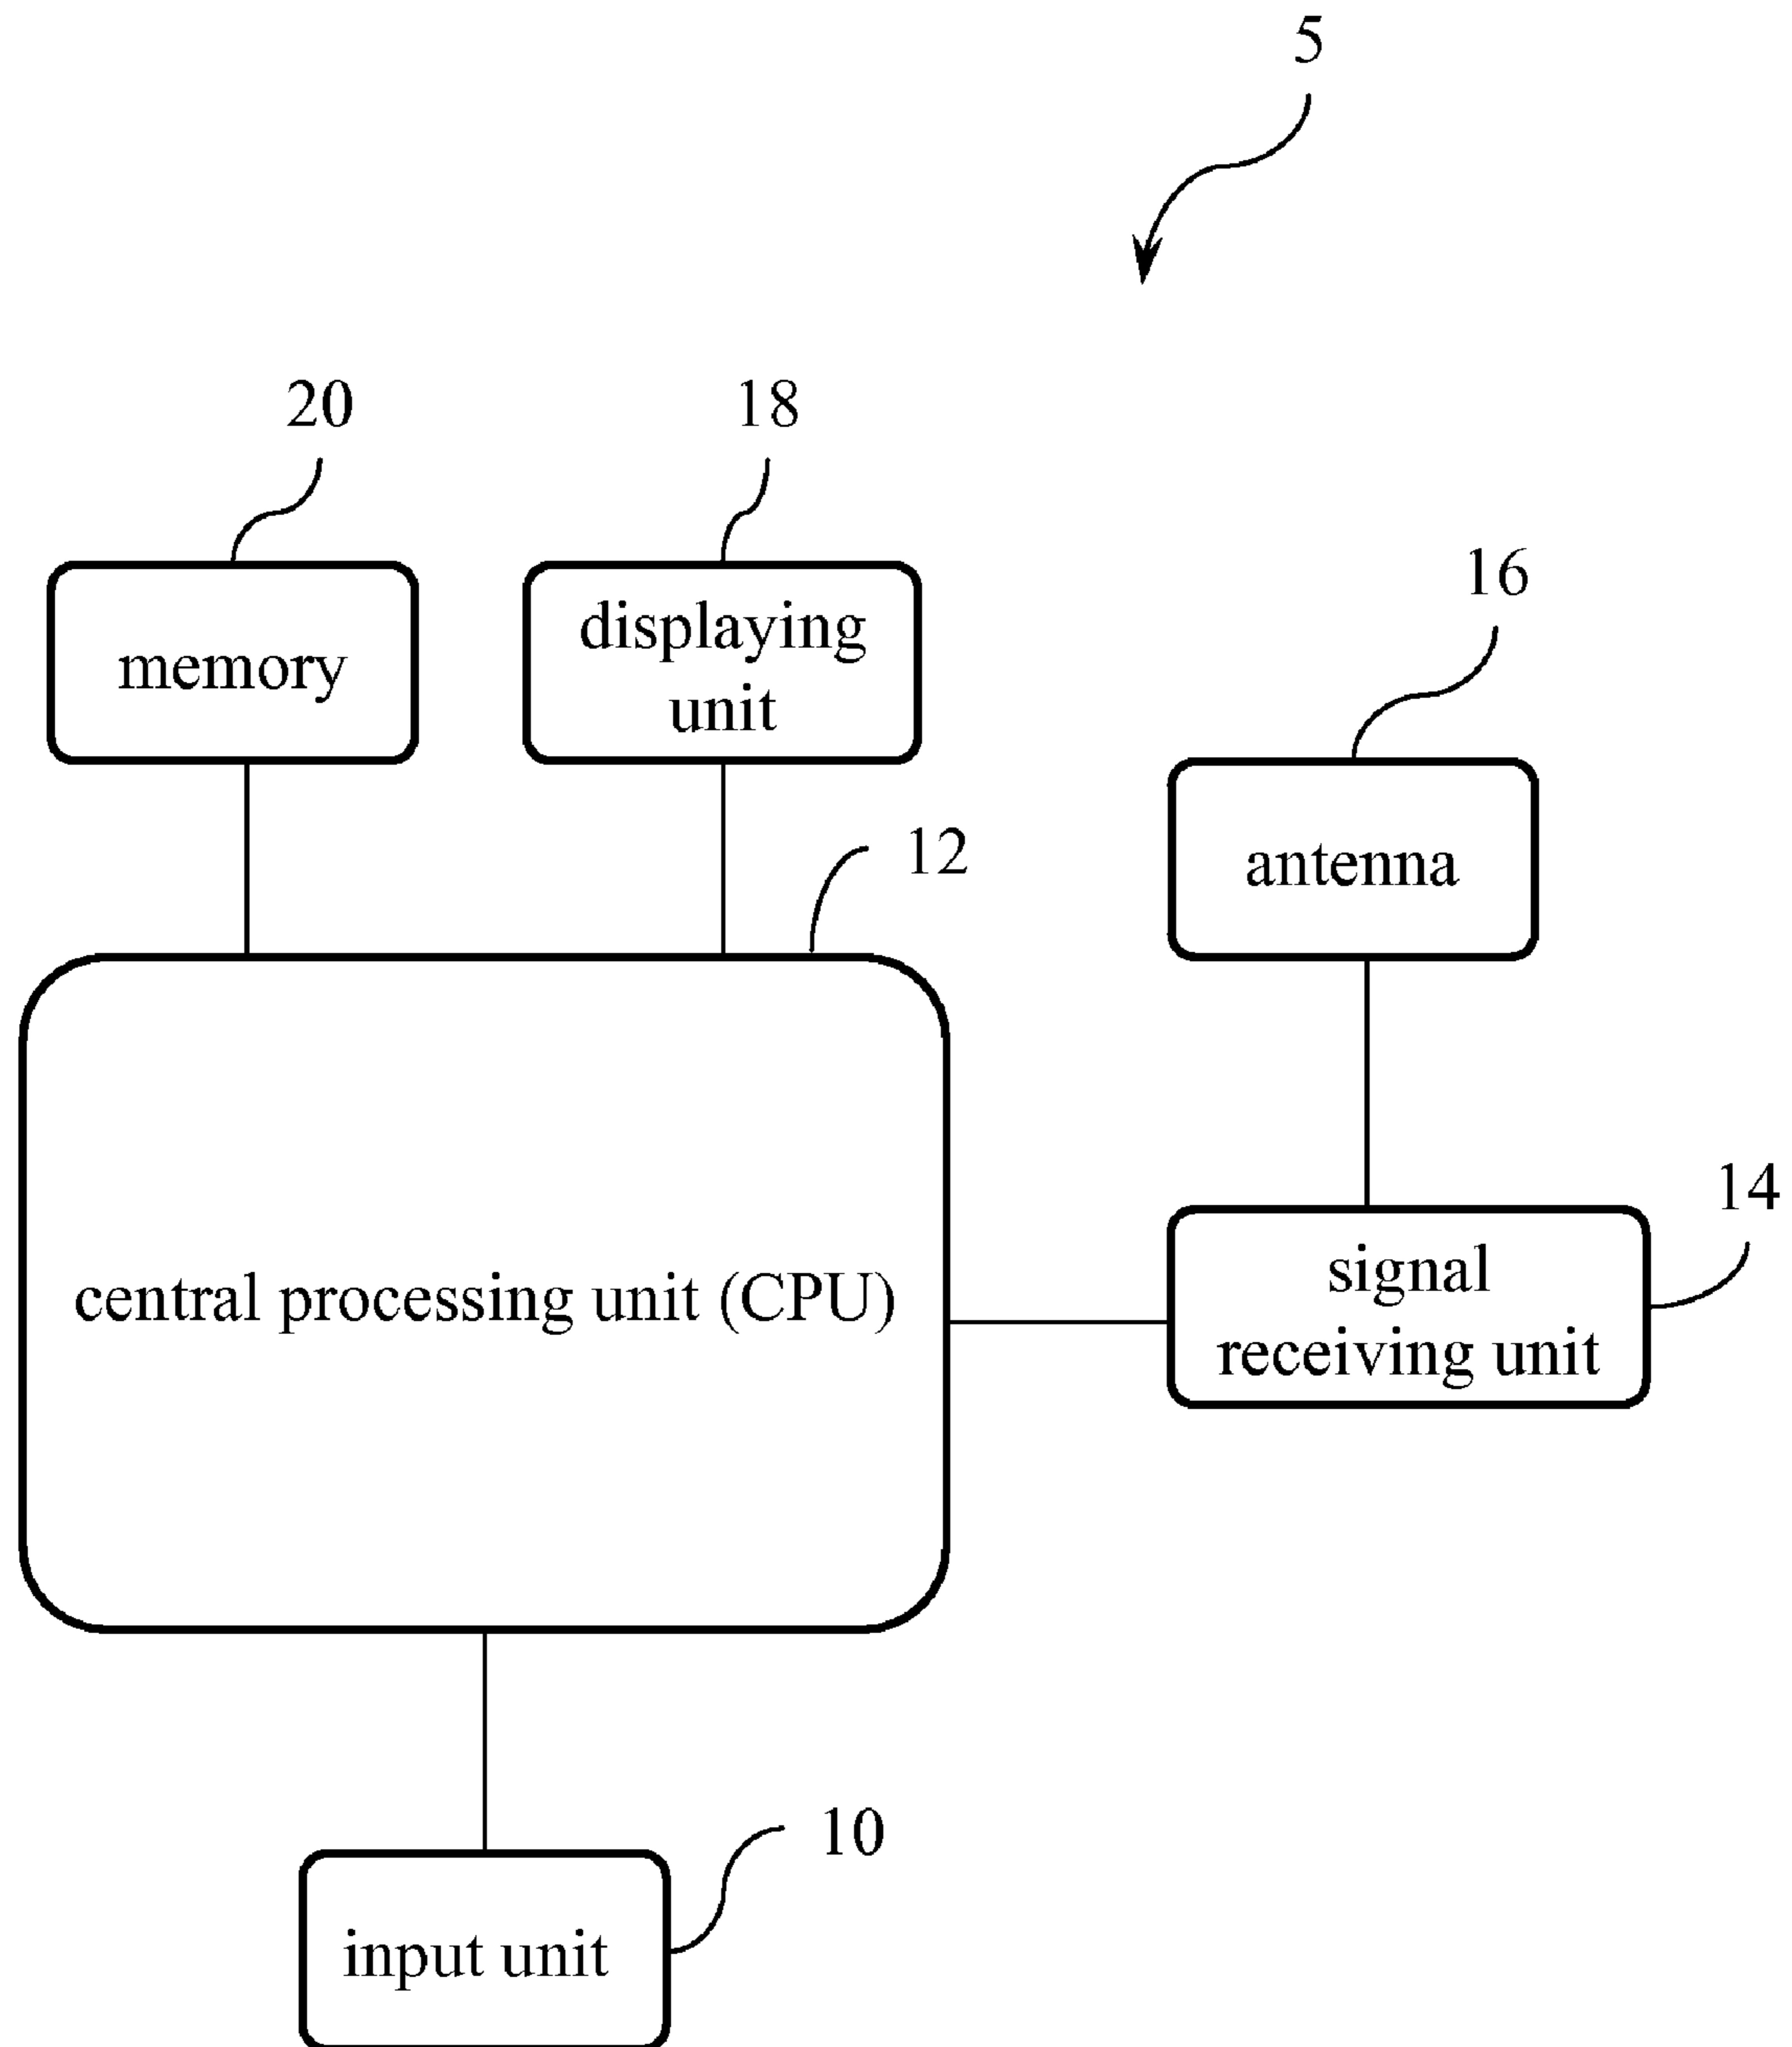 5
20
18
16
memory
displaying
unit
12
antenna
14
signal
receiving unit
central processing unit (CPU)
10
input unit